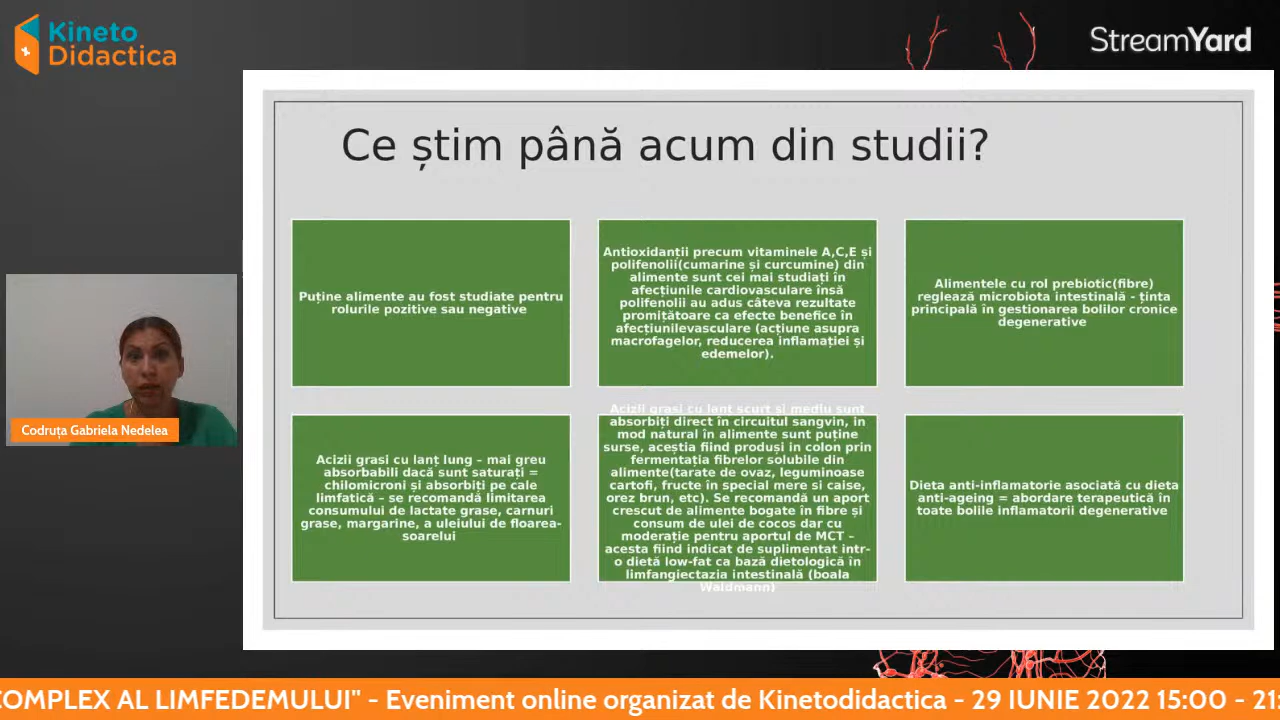 Kineto
Didactica
StreamYard
Ce știm până acum din studii?
Puține alimente au fost studiate pentru
rolurile pozitive sau negative
Antioxidanții precum vitaminele A,C,E și
polifenolii(cumarine și curcumine) din
alimente sunt cei mai studiați în
afecțiunile cardiovasculare însă
polifenolii au adus câteva rezultate
promițătoare ca efecte benefice în
afecțiunilevasculare (acțiune asupra
macrofagelor, reducerea inflamației și
edemelor).
Alimentele cu rol prebiotic(fibre)
reglează microbiota intestinală - ținta
principală în gestionarea bolilor cronice
degenerative
Acizii grasi cu lanț lung – mai greu
absorbabili dacă sunt saturați =
chilomicroni și absorbiți pe cale
limfatică – se recomandă limitarea
consumului de lactate grase, carnuri
grase, margarine, a uleiului de floarea-
soarelui
Acizii grasi cu lant scurt si mediu sunt
absorbiți direct în circuitul sangvin, in
mod natural în alimente sunt puține
surse, aceștia fiind produși in colon prin
fermentația fibrelor solubile din
alimente(tarate de ovaz, leguminoase
cartofi, fructe în special mere si caise,
orez brun, etc). Se recomandă un aport
crescut de alimente bogate în fibre și
consum de ulei de cocos dar cu
moderație pentru aportul de MCT –
acesta fiind indicat de suplimentat intr-
o dietă low-fat ca bază dietologică în
limfangiectazia intestinală (boala
Waldmann)
Dieta anti-inflamatorie asociată cu dieta
anti-ageing = abordare terapeutică în
toate bolile inflamatorii degenerative
Codruța Gabriela Nedelea
COMPLEX AL LIMFEDEMULUI" - Eveniment online organizat de Kinetodidactica - 29 IUNIE 2022 15:00 - 21: